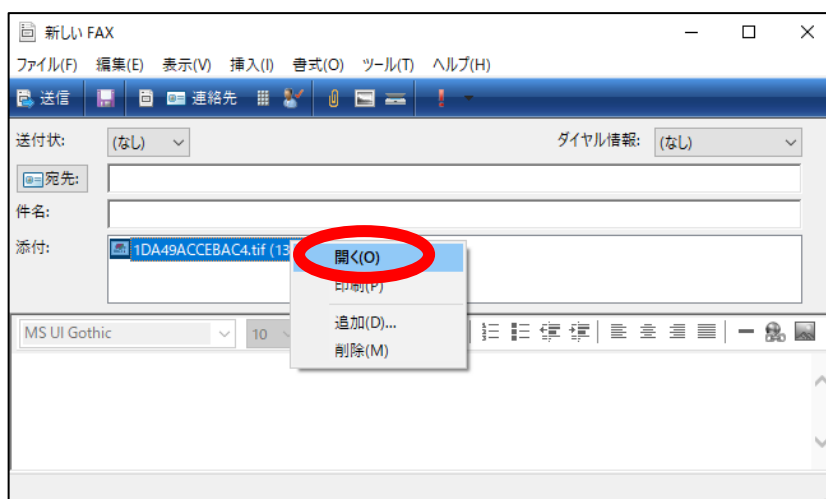 新しい FAX
ファイル(F) 編集(E) 表示(V) 挿入(I) 書式(O) ツール(T) ヘルプ(H)
送信 連絡先
送付状: (なし) ダイヤル情報: (なし)
宛先:
件名:
添付: 1DA49ACCEBAC4.tif (13
開く(O)
印刷(P)
追加(D)...
削除(M)
MS UI Gothic 10